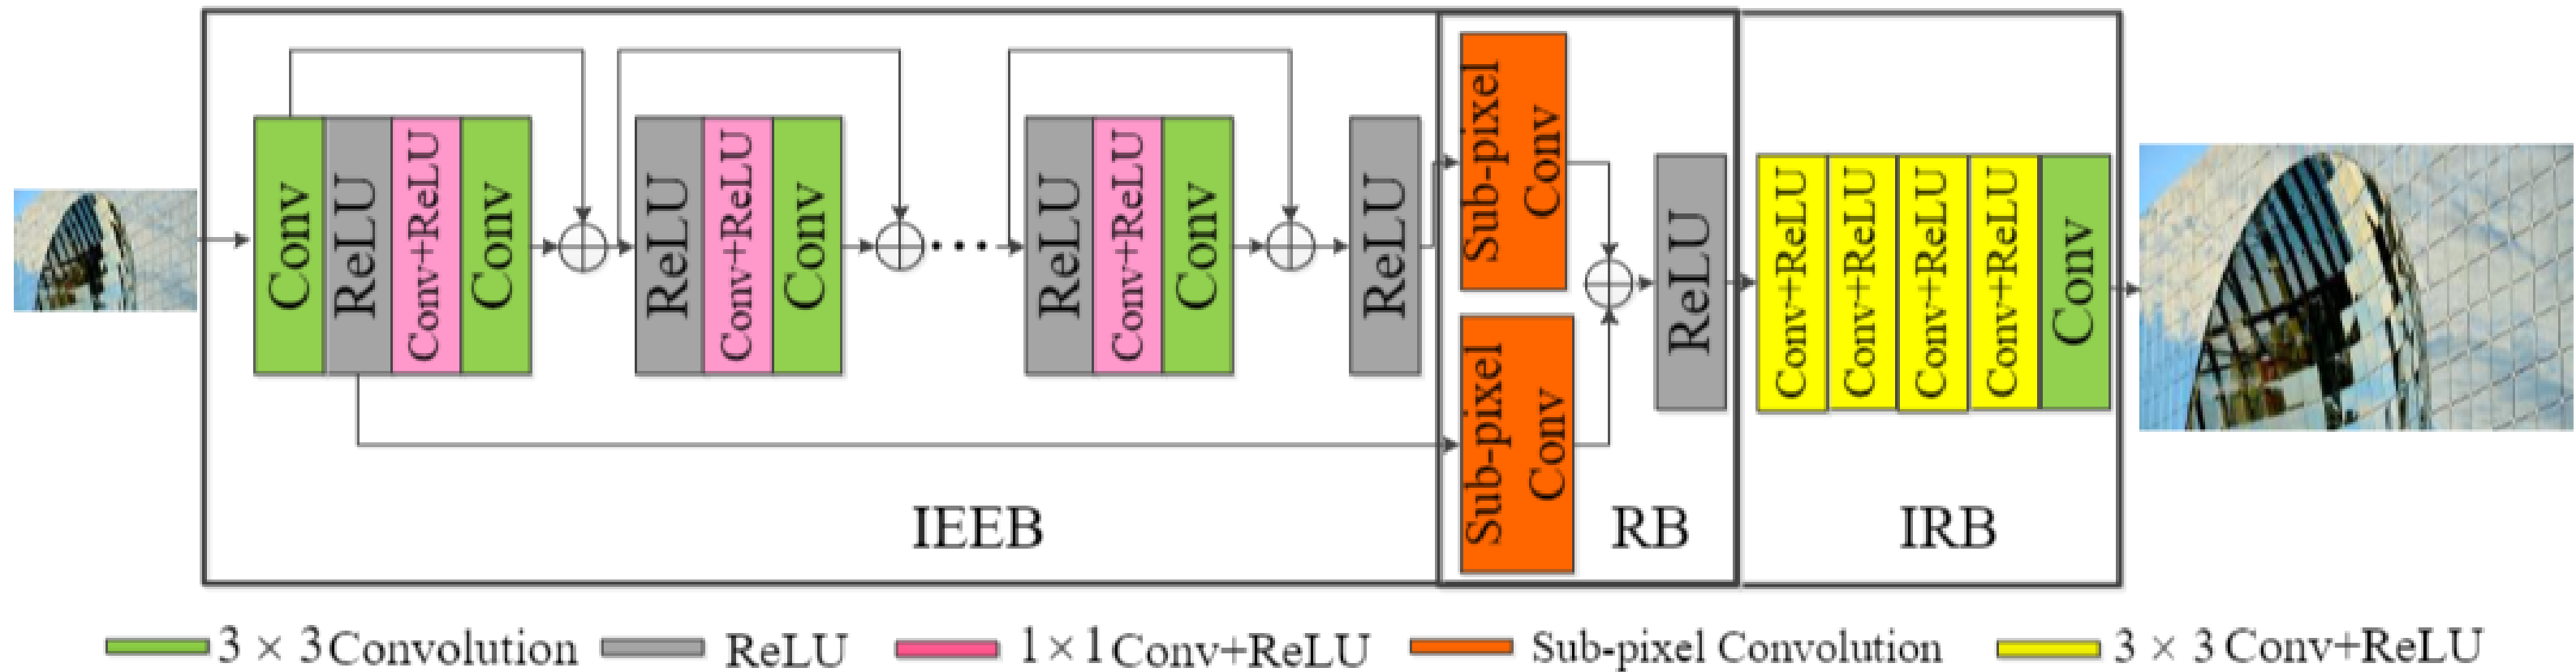 Conv
ReLU
Conv+ReLU
Conv
ReLU
Conv+ReLU
Conv
ReLU
Conv+ReLU
Conv
ReLU
Sub-pixel
Conv
Sub-pixel
Conv
ReLU
Conv+ReLU
Conv+ReLU
Conv+ReLU
Conv+ReLU
Conv
IEEB
RB
IRB
3 × 3 Convolution
ReLU
1 × 1 Conv+ReLU
Sub-pixel Convolution
3 × 3 Conv+ReLU